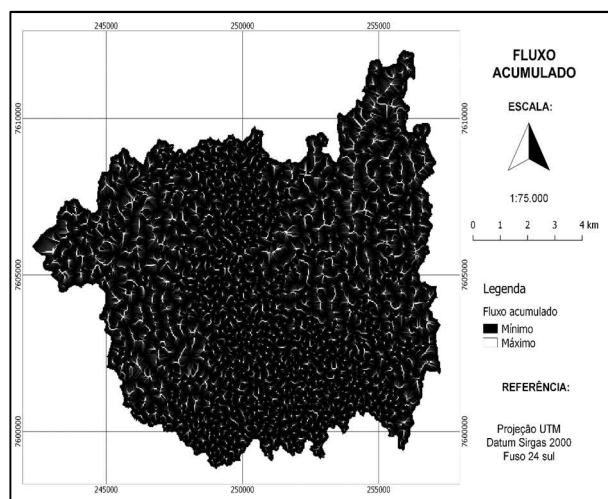 245000
250000
255000
7610000
7605000
7600000
7610000
7605000
7600000
245000
250000
255000
FLUXO
ACUMULADO
ESCALA:
1:75.000
0 1 2 3 4 km
Legenda
Fluxo acumulado
Mínimo
Máximo
REFERÊNCIA:
Projeção UTM
Datum Sirgas 2000
Fuso 24 sul